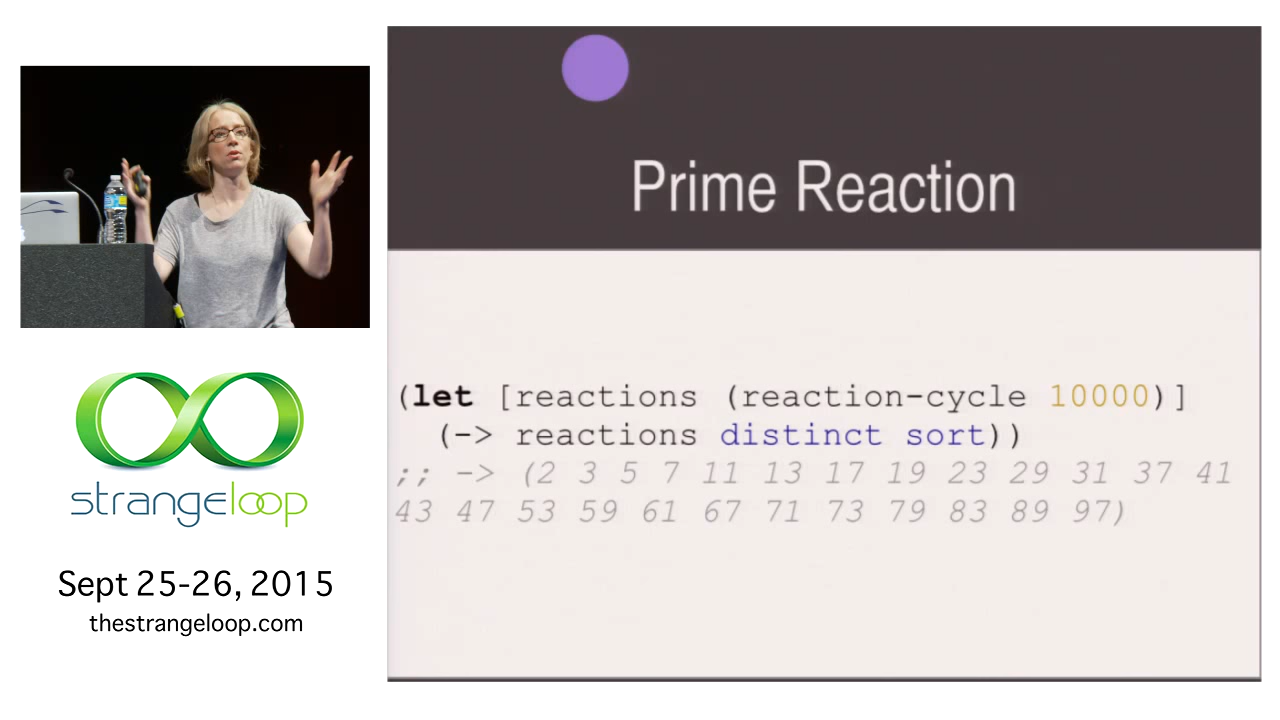 Prime Reaction
(let [reactions (reaction-cycle 10000)]
(-> reactions distinct sort))
;; -> (2 3 5 7 11 13 17 19 23 29 31 37 41
43 47 53 59 61 67 71 73 79 83 89 97)
strangeloop
Sept 25-26, 2015
thestrangeloop.com